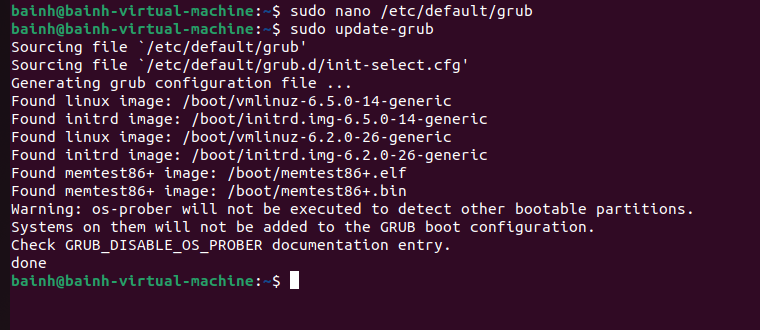 bainh@bainh-virtual-machine:~$ sudo nano /etc/default/grub
bainh@bainh-virtual-machine:~$ sudo update-grub
Sourcing file `/etc/default/grub'
Sourcing file `/etc/default/grub.d/init-select.cfg'
Generating grub configuration file ...
Found linux image: /boot/vmlinuz-6.5.0-14-generic
Found initrd image: /boot/initrd.img-6.5.0-14-generic
Found linux image: /boot/vmlinuz-6.2.0-26-generic
Found initrd image: /boot/initrd.img-6.2.0-26-generic
Found memtest86+ image: /boot/memtest86+.elf
Found memtest86+ image: /boot/memtest86+.bin
Warning: os-prober will not be executed to detect other bootable partitions.
Systems on them will not be added to the GRUB boot configuration.
Check GRUB_DISABLE_OS_PROBER documentation entry.
done
bainh@bainh-virtual-machine:~$